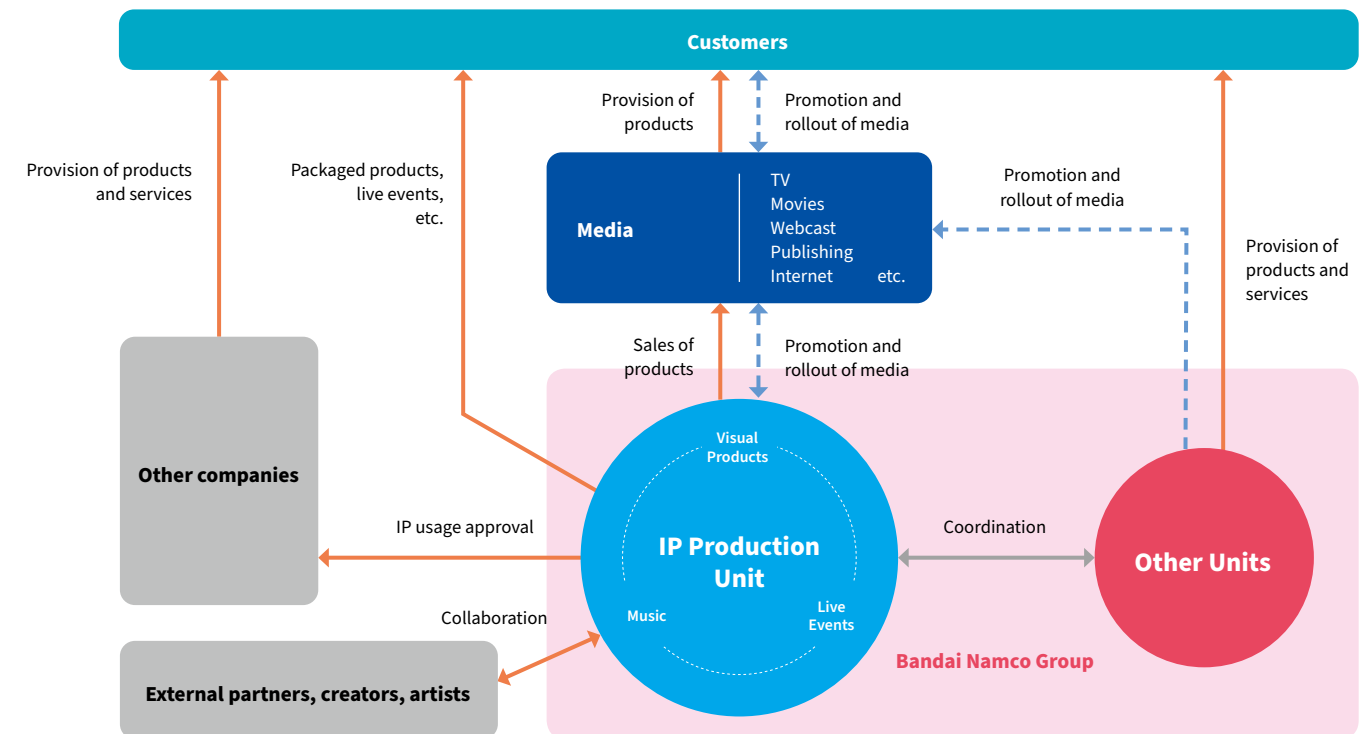 Customers
Provision of
products
Promotion and
rollout of media
Provision of products
and services
Packaged products,
live events,
etc.
Media
TV
Movies
Webcast
Publishing
Internet etc.
Promotion and
rollout of media
Provision of
products and
services
Sales of
products
Promotion and
rollout of media
Other companies
Visual
Products
IP usage approval
IP Production
Unit
Coordination
Other Units
Collaboration
Music
Live
Events
Bandai Namco Group
External partners, creators, artists